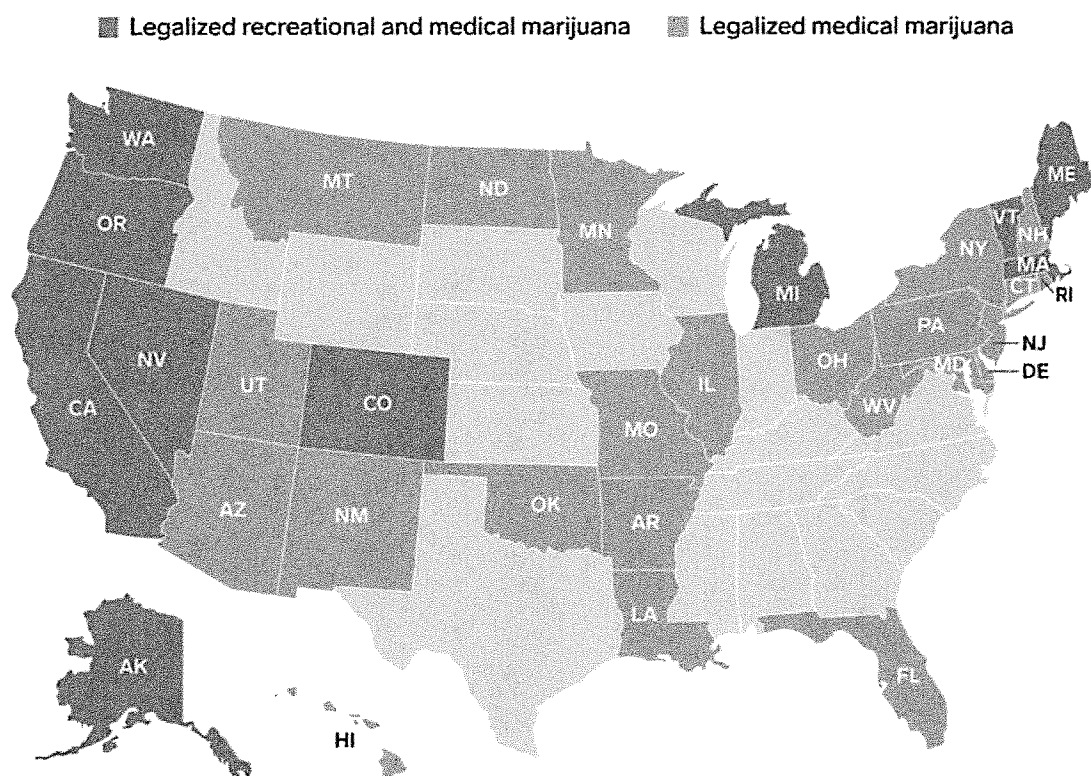 Legalized recreational and medical marijuana Legalized medical marijuana
WA
MT
ND
ME
OR
MN
VT
NH
NY
MA
MI
CT
RI
PA
NJ
NV
OH
MD
DE
UT
IL
CA
CO
WV
MO
AZ
NM
OK
AR
LA
AK
FL
HI